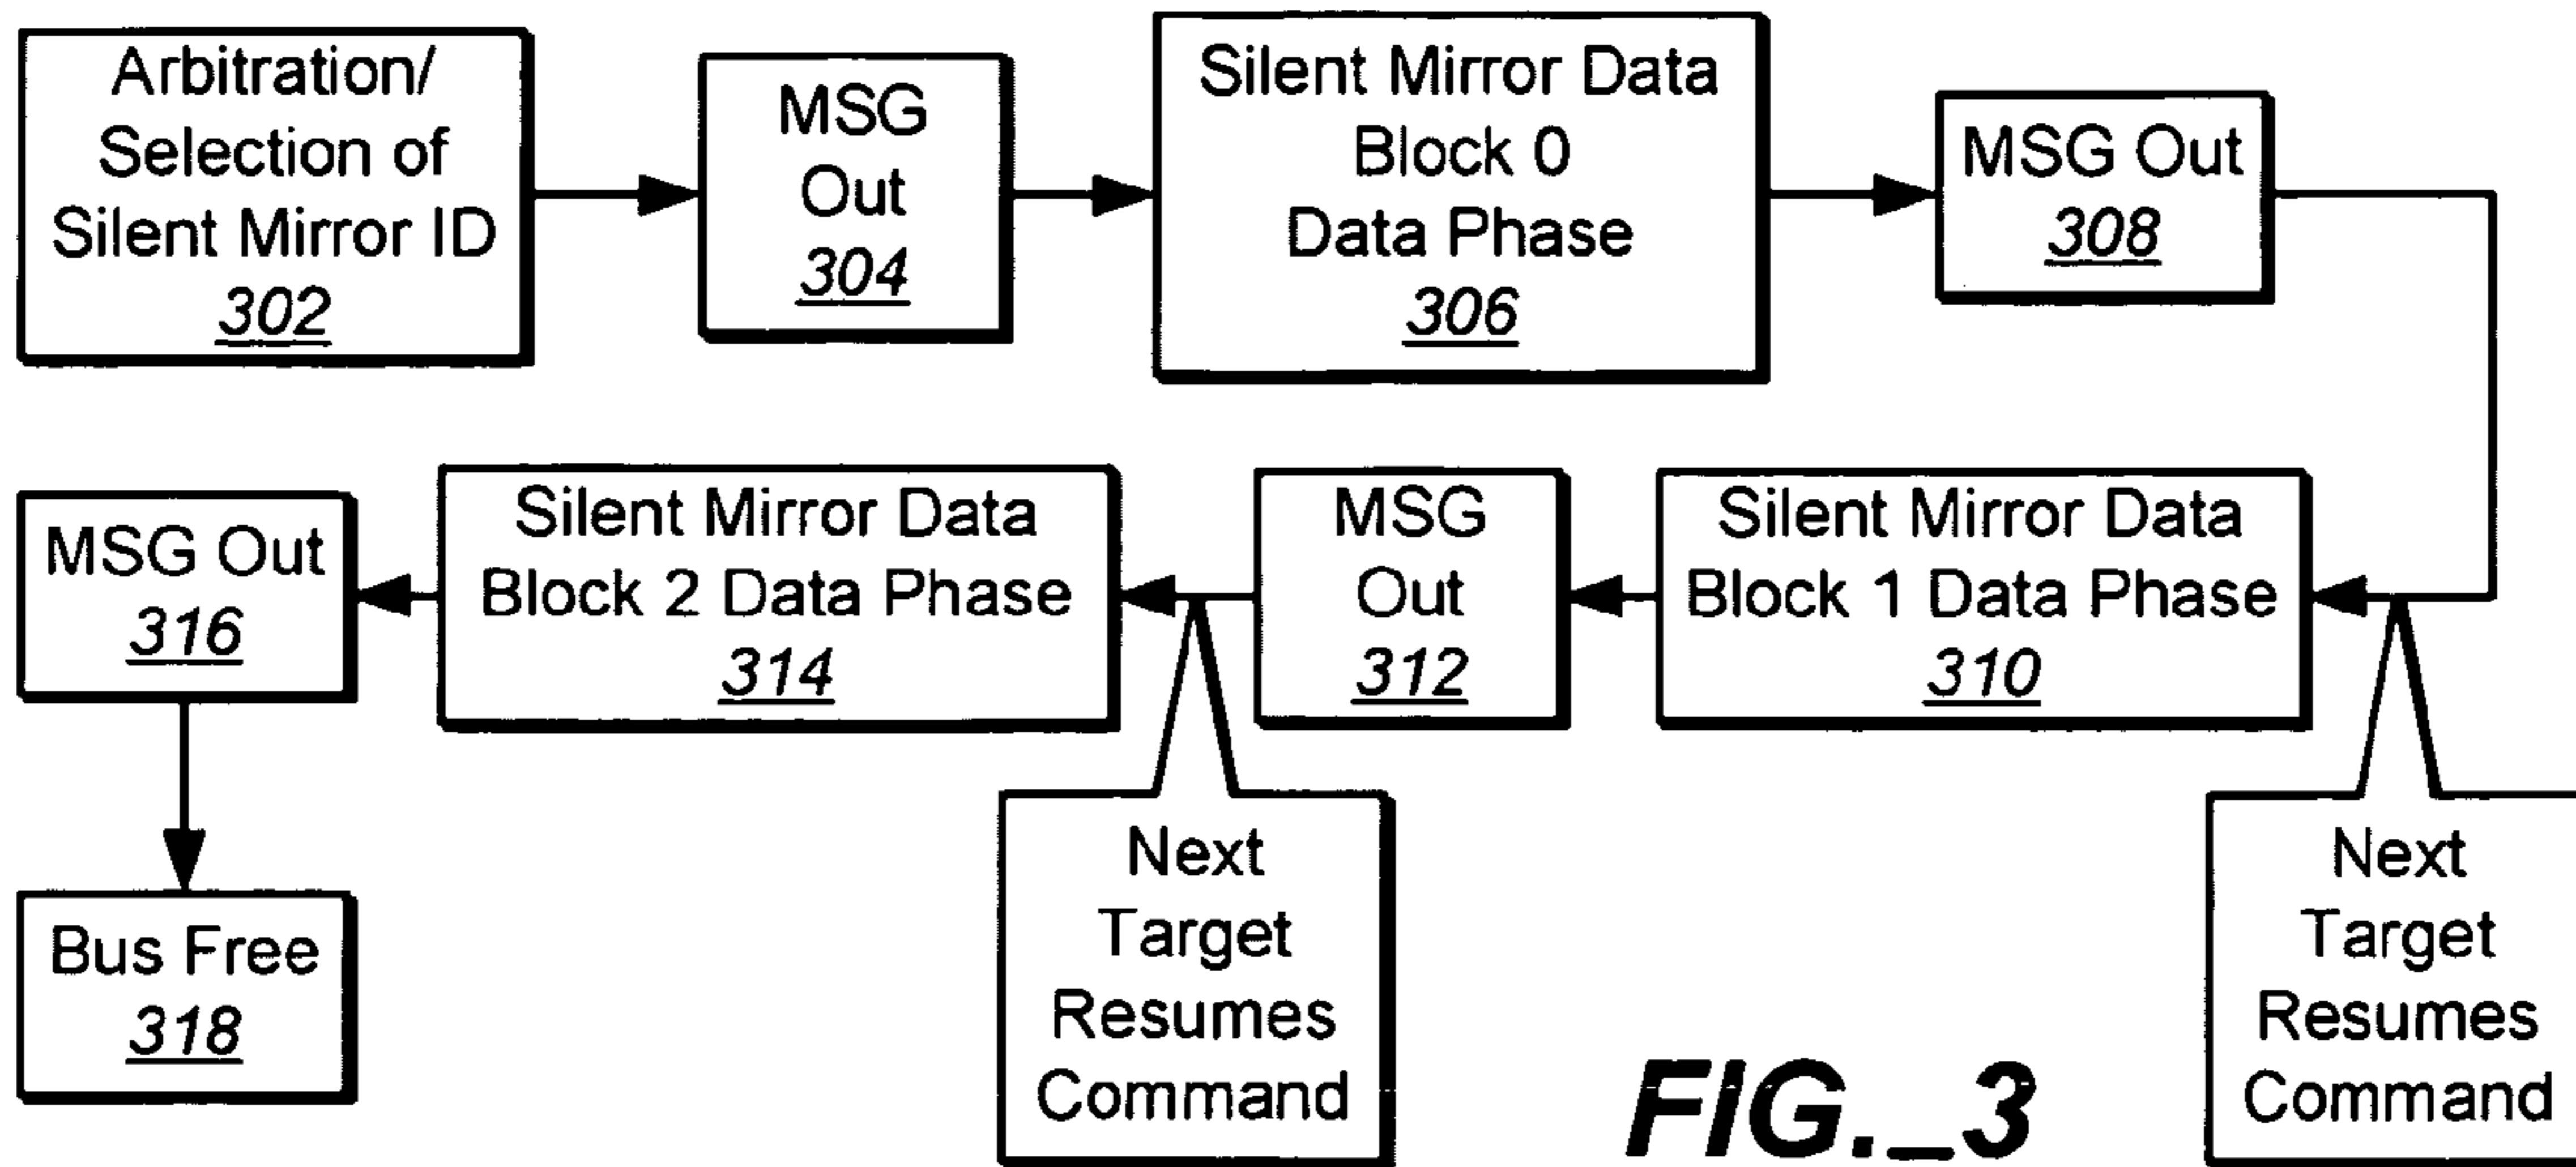 Arbitration/
Selection of
Silent Mirror ID
302
MSG
Out
304
Silent Mirror Data
Block 0
Data Phase
306
MSG Out
308
Silent Mirror Data
Block 1 Data Phase
310
MSG
Out
312
Silent Mirror Data
Block 2 Data Phase
314
MSG Out
316
Bus Free
318
Next
Target
Resumes
Command
Next
Target
Resumes
Command
FIG._3